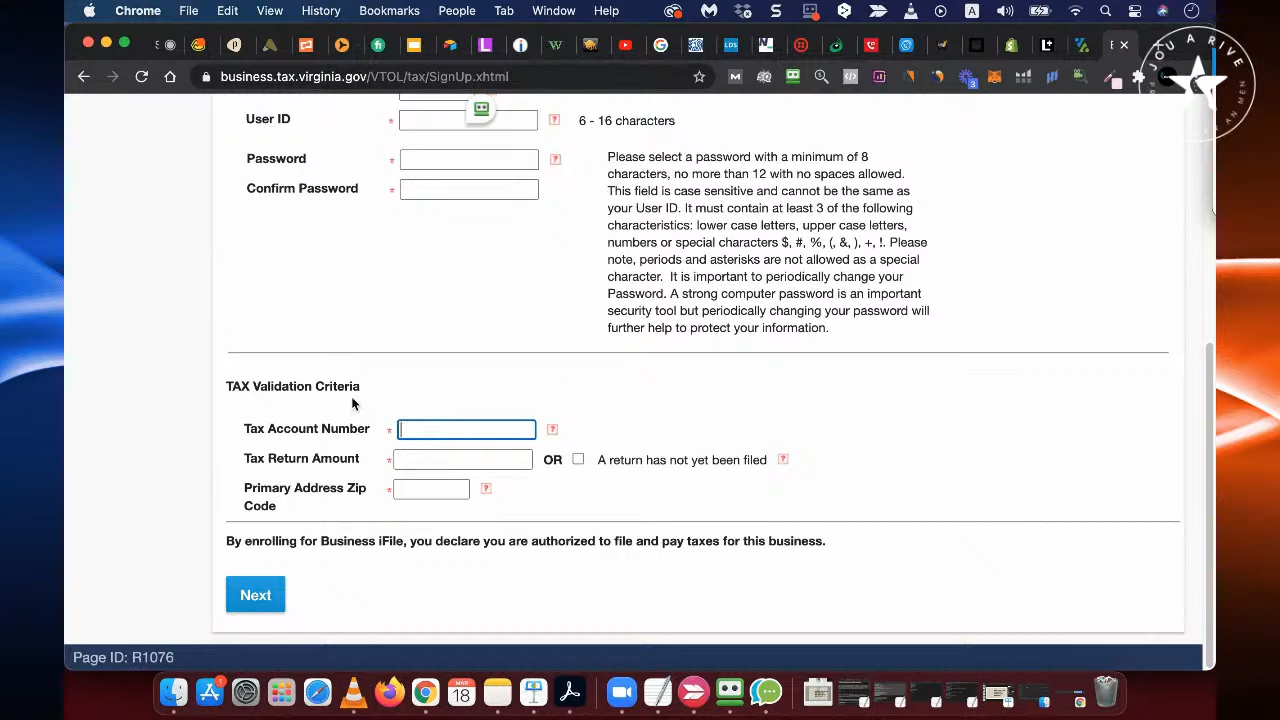 Chrome File Edit View History Bookmarks People Tab Window Help
business.tax.virginia.gov/VTOL/tax/SignUp.xhtml
YOU ARRIVE
User ID * ? 6 - 16 characters
Password * ?
Confirm Password *
Please select a password with a minimum of 8
characters, no more than 12 with no spaces allowed.
This field is case sensitive and cannot be the same as
your User ID. It must contain at least 3 of the following
characteristics: lower case letters, upper case letters,
numbers or special characters $, #, %, (, &, ), +, !. Please
note, periods and asterisks are not allowed as a special
character. It is important to periodically change your
Password. A strong computer password is an important
security tool but periodically changing your password will
further help to protect your information.
TAX Validation Criteria
Tax Account Number * ?
Tax Return Amount * OR A return has not yet been filed ?
Primary Address Zip * ?
Code
By enrolling for Business iFile, you declare you are authorized to file and pay taxes for this business.
Next
Page ID: R1076
MAR
18